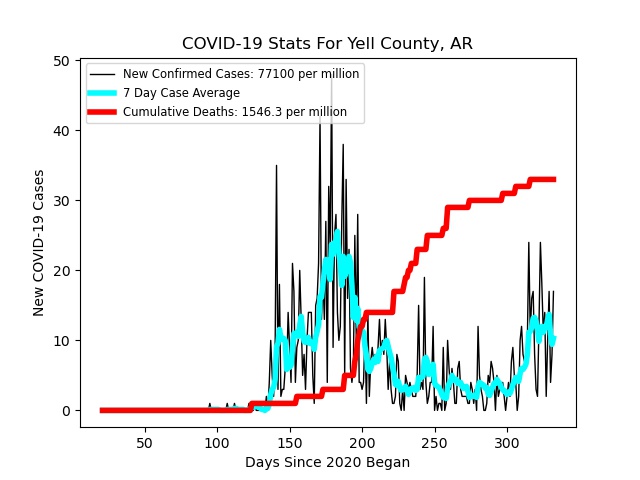 COVID-19 Stats For Yell County, AR
50
40
30
20
10
0
New COVID-19 Cases
New Confirmed Cases: 77100 per million
7 Day Case Average
Cumulative Deaths: 1546.3 per million
50 100 150 200 250 300
Days Since 2020 Began